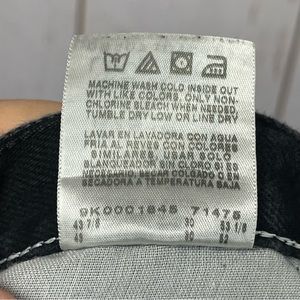 MACHINE WASH COLD INSIDE OUT
WITH LIKE COLORS. ONLY NON-
CHLORINE BLEACH WHEN NEEDED.
TUMBLE DRY LOW OR LINE DRY
LAVAR EN LAVADORA CON AGUA
FRIA AL REVES CON COLORES
SIMILARES. USAR SOLO
BLANQUEADOR SIN CLORO SI ES
NECESARIO. SECAR COLGADO O EN
SECADORA A TEMPERATURA BAJA
9K0001845 71475